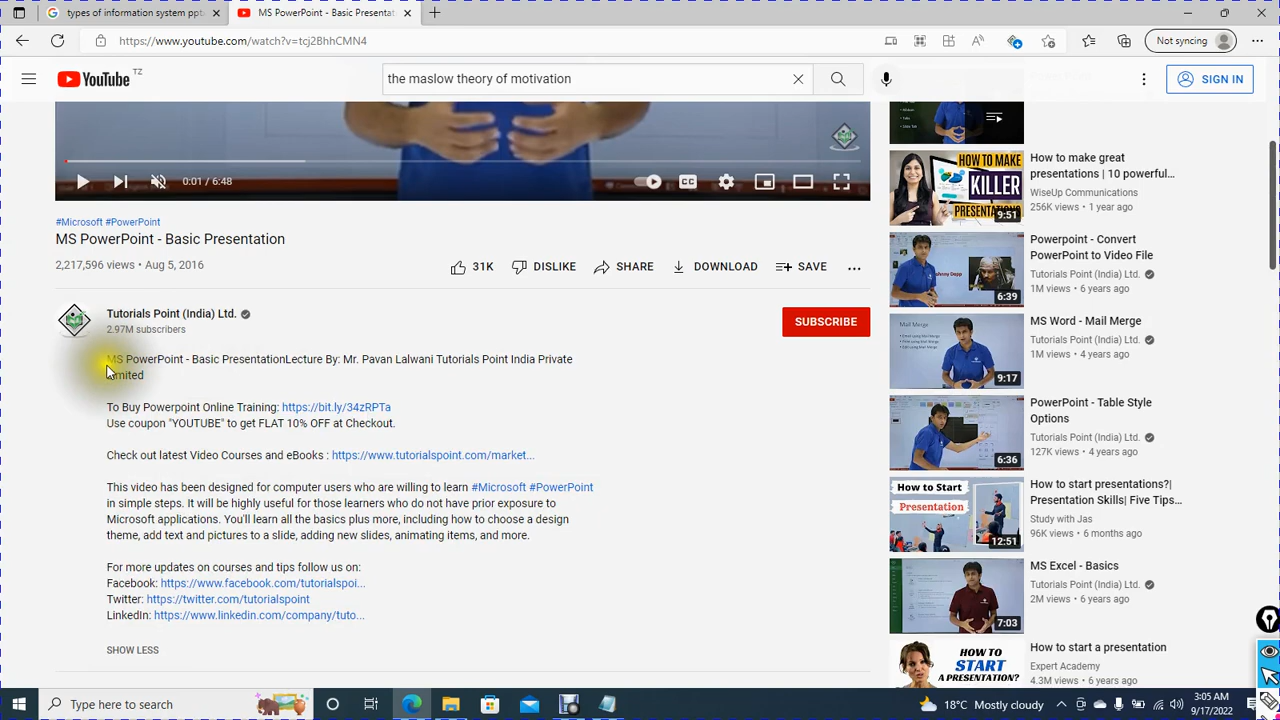 types of information system ppt
MS PowerPoint - Basic Presentat
https://www.youtube.com/watch?v=tcj2BhhCMN4
Not syncing
YouTube TZ
the maslow theory of motivation
SIGN IN
0:01 / 6:48
CC
#Microsoft #PowerPoint
MS PowerPoint - Basic Presentation
2,217,596 views • Aug 5, 2016
31K
DISLIKE
SHARE
DOWNLOAD
SAVE
Tutorials Point (India) Ltd.
2.97M subscribers
SUBSCRIBE
MS PowerPoint - Basic PresentationLecture By: Mr. Pavan Lalwani Tutorials Point India Private
Limited
To Buy Powerpoint Online Training: https://bit.ly/34zRPTa
Use coupon "YOUTUBE" to get FLAT 10% OFF at Checkout.
Check out latest Video Courses and eBooks : https://www.tutorialspoint.com/market...
This video has been designed for computer users who are willing to learn #Microsoft #PowerPoint
in simple steps. It will be highly useful for those learners who do not have prior exposure to
Microsoft applications. You'll learn all the basics plus more, including how to choose a design
theme, add text and pictures to a slide, adding new slides, animating items, and more.
For more updates on courses and tips follow us on:
Facebook: https://www.facebook.com/tutorialspoi...
Twitter: https://twitter.com/tutorialspoint
LinkedIn: https://www.linkedin.com/company/tuto...
SHOW LESS
HOW TO MAKE
KILLER
PRESENTATIONS
9:51
How to make great
presentations | 10 powerful...
WiseUp Communications
256K views • 1 year ago
Johnny Depp
6:39
Powerpoint - Convert
PowerPoint to Video File
Tutorials Point (India) Ltd.
1M views • 6 years ago
Mail Merge
9:17
MS Word - Mail Merge
Tutorials Point (India) Ltd.
1M views • 4 years ago
6:36
PowerPoint - Table Style
Options
Tutorials Point (India) Ltd.
127K views • 4 years ago
How to Start
Presentation
12:51
How to start presentations?|
Presentation Skills| Five Tips...
Study with Jas
96K views • 6 months ago
7:03
MS Excel - Basics
Tutorials Point (India) Ltd.
2M views • 6 years ago
HOW TO
START
A PRESENTATION?
How to start a presentation
Expert Academy
4.3M views • 6 years ago
Type here to search
18°C Mostly cloudy
3:05 AM
9/17/2022